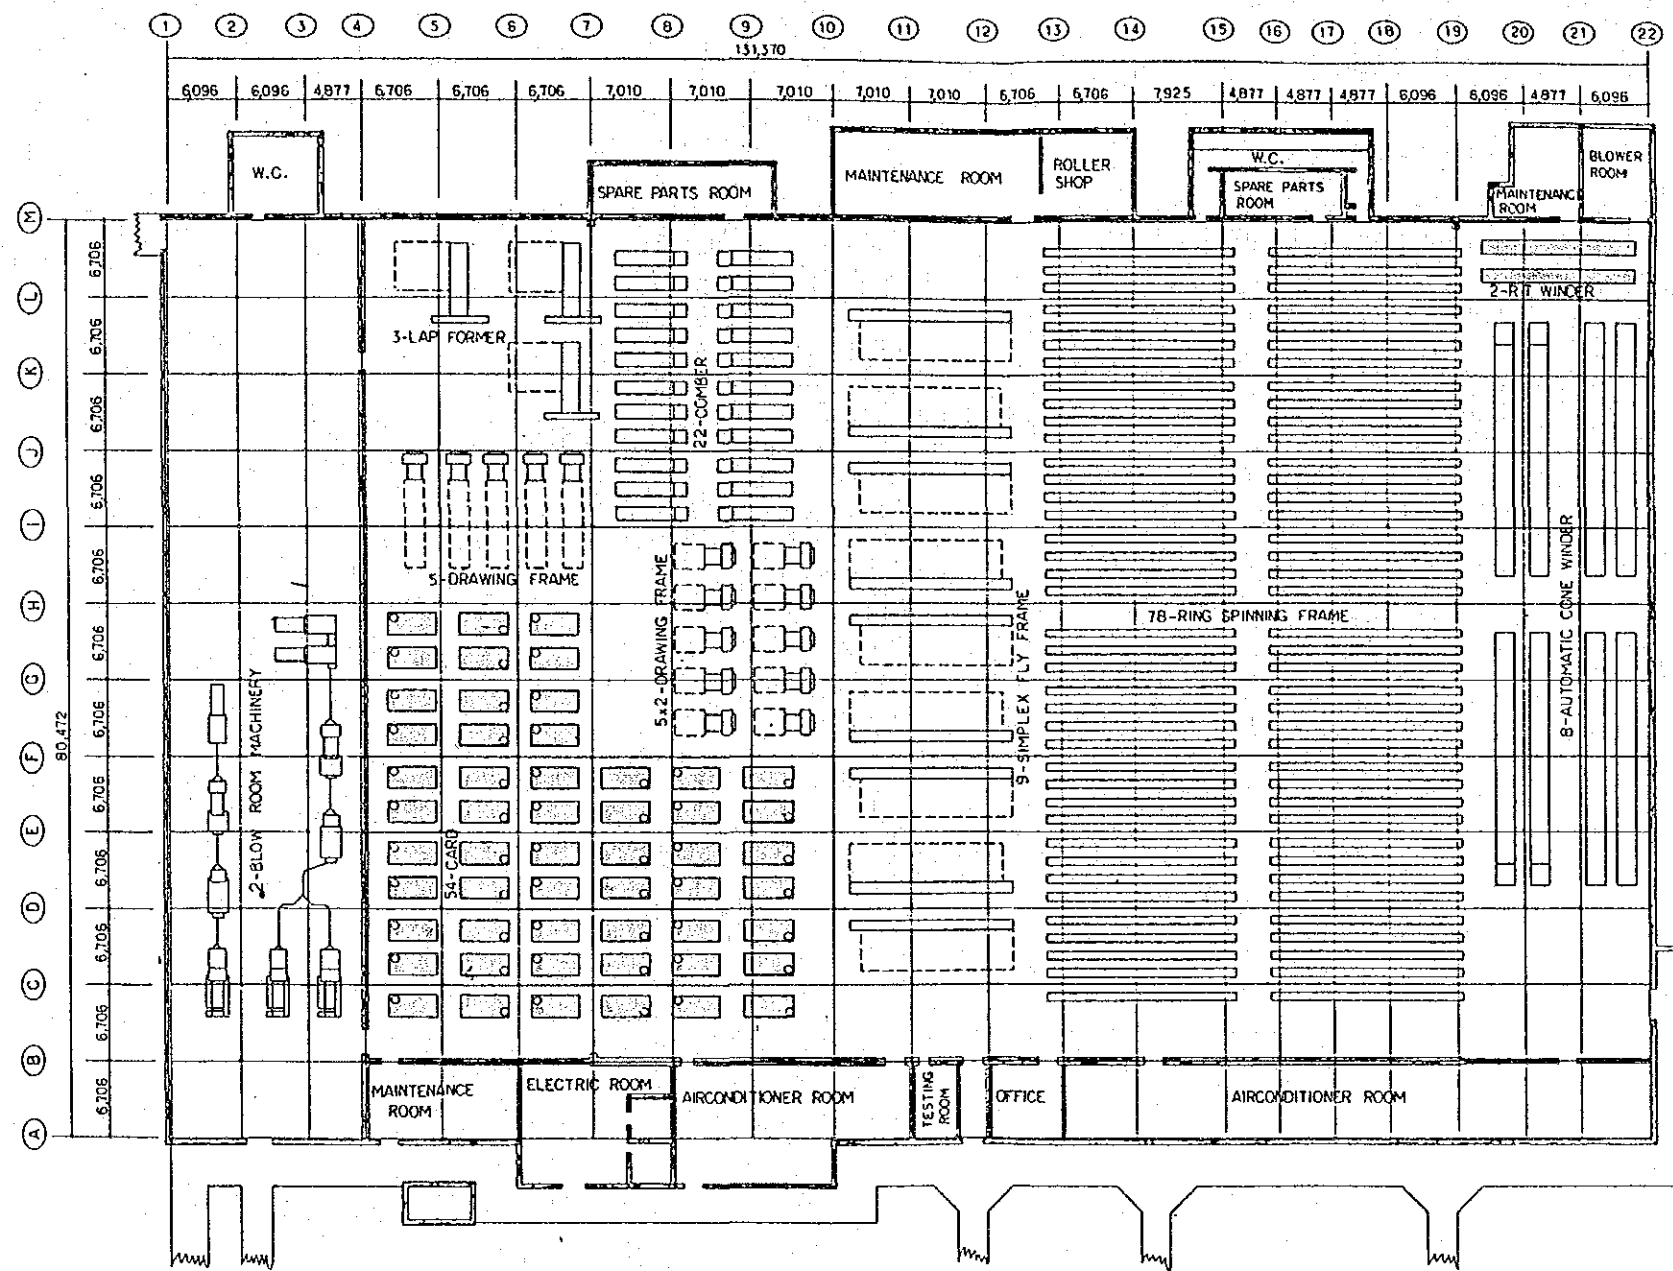 1 2 3 4 5 6 7 8 9 10 11 12 13 14 15 16 17 18 19 20 21 22
131,370
6,096 6,096 4,877 6,706 6,706 6,706 7,010 7,010 7,010 7,010 7,010 6,706 6,706 7,925 4,877 4,877 4,877 6,096 6,096 4,877 6,096
W.C.
SPARE PARTS ROOM
MAINTENANCE ROOM
ROLLER
SHOP
W.C.
SPARE PARTS
ROOM
MAINTENANCE
ROOM
BLOWER
ROOM
M
L
K
J
I
H
G
F
E
D
C
B
A
6,706
6,706
6,706
6,706
6,706
6,706
6,706
6,706
6,706
6,706
6,706
6,706
80,472
3-LAP FORMER
22-COMBER
2-RT WINDER
5-DRAWING FRAME
5x2-DRAWING FRAME
9-SIMPLEX FLY FRAME
78-RING SPINNING FRAME
8-AUTOMATIC CONE WINDER
2-BLOW ROOM MACHINERY
54-CARD
MAINTENANCE
ROOM
ELECTRIC ROOM
AIRCONDITIONER ROOM
TESTING
ROOM
OFFICE
AIRCONDITIONER ROOM